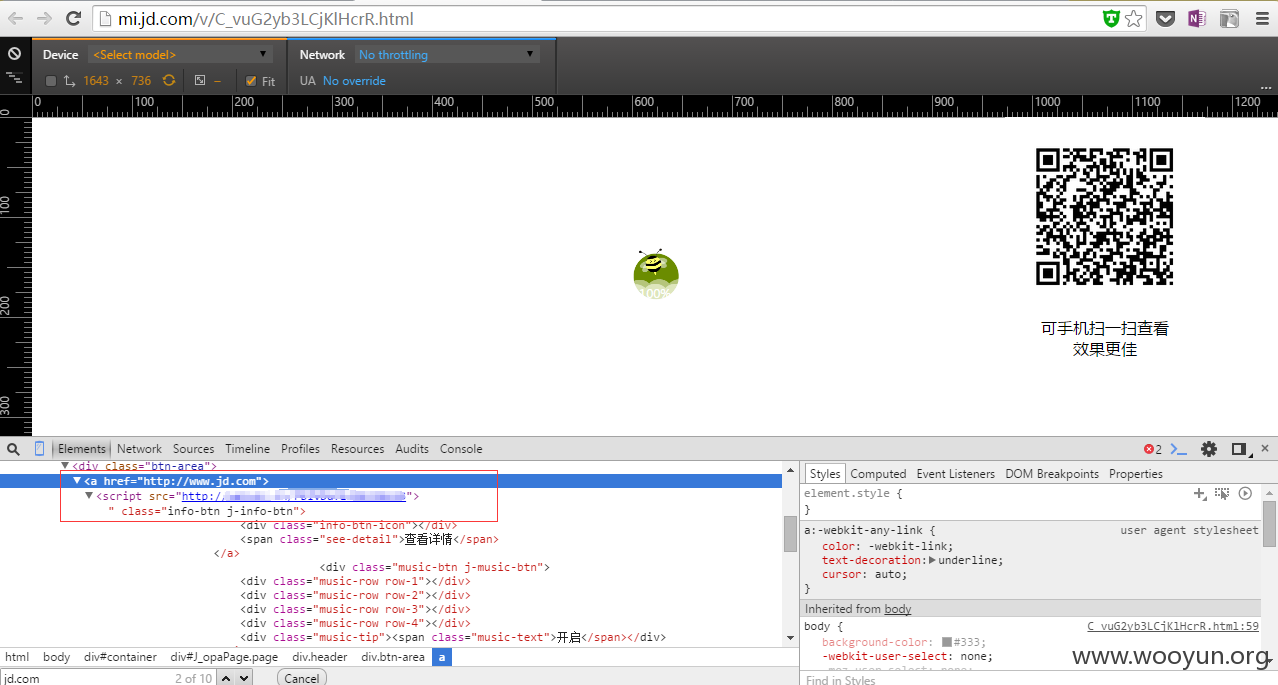 mi.jd.com/v/C_vuG2yb3LCjKlHcrR.html
Device <Select model> Network No throttling
1643 × 736 – Fit UA No override
...
0 100 200 300 400 500 600 700 800 900 1000 1100 1200
0
100
200
300
100%
可手机扫一扫查看
效果更佳
Elements Network Sources Timeline Profiles Resources Audits Console 2
<div class="btn-area">
<a href="http://www.jd.com">
<script src="http://
">
" class="info-btn j-info-btn">
<div class="info-btn-icon"></div>
<span class="see-detail">查看详情</span>
</a>
<div class="music-btn j-music-btn">
<div class="music-row row-1"></div>
<div class="music-row row-2"></div>
<div class="music-row row-3"></div>
<div class="music-row row-4"></div>
<div class="music-tip"><span class="music-text">开启</span></div>
html body div#container div#J_opaPage.page div.header div.btn-area a
jd.com 2 of 10 Cancel
Styles Computed Event Listeners DOM Breakpoints Properties
element.style {
}
a:-webkit-any-link { user agent stylesheet
color: -webkit-link;
text-decoration: underline;
cursor: auto;
}
Inherited from body
body { C_vuG2yb3LCjKlHcrR.html:59
background-color: #333;
-webkit-user-select: none;
-moz-user-select: none;
Find in Styles
www.wooyun.org